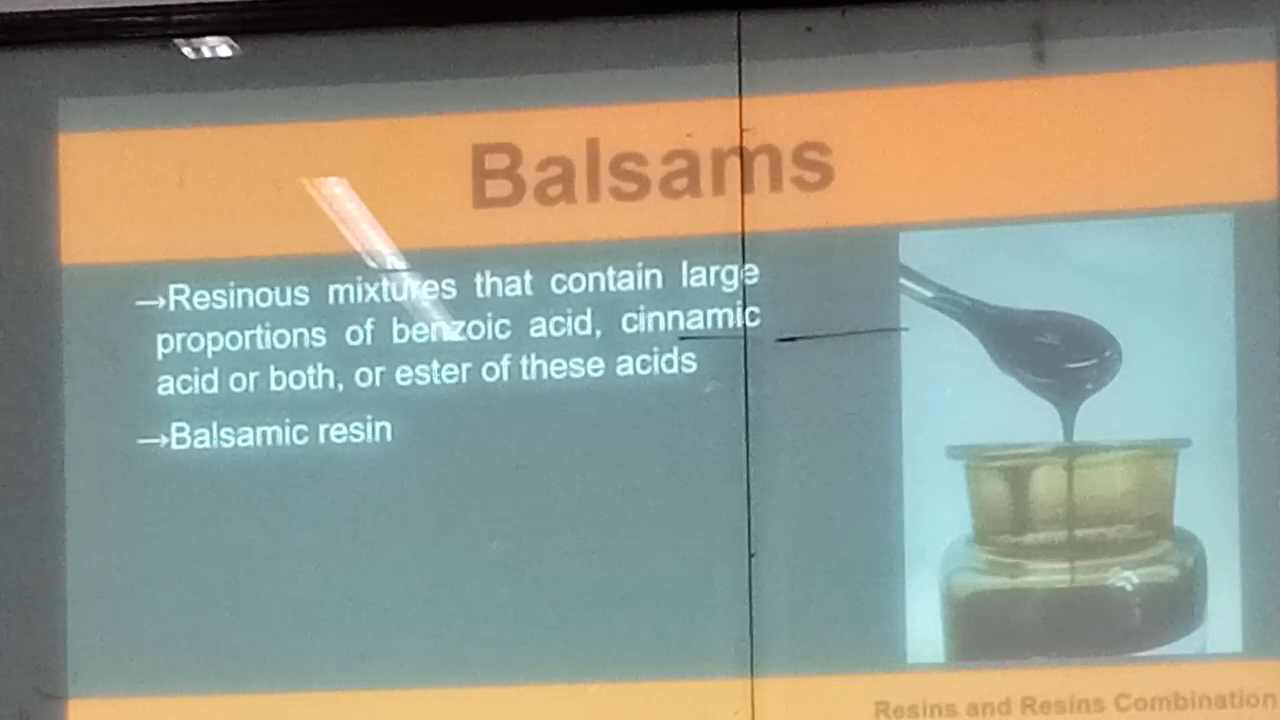 Balsams
→Resinous mixtures that contain large
proportions of benzoic acid, cinnamic
acid or both, or ester of these acids
→Balsamic resin
Resins and Resins Combination